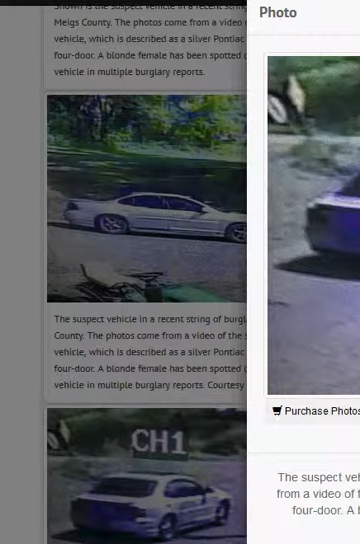 Shown is the suspect vehicle in a recent string
Meigs County. The photos come from a video
vehicle, which is described as a silver Pontiac
four-door. A blonde female has been spotted
vehicle in multiple burglary reports.
The suspect vehicle in a recent string of burgl
County. The photos come from a video of the
vehicle, which is described as a silver Pontiac
four-door. A blonde female has been spotted
vehicle in multiple burglary reports. Courtesy
CH1
Photo
Purchase Photos
The suspect veh
from a video of t
four-door. A b